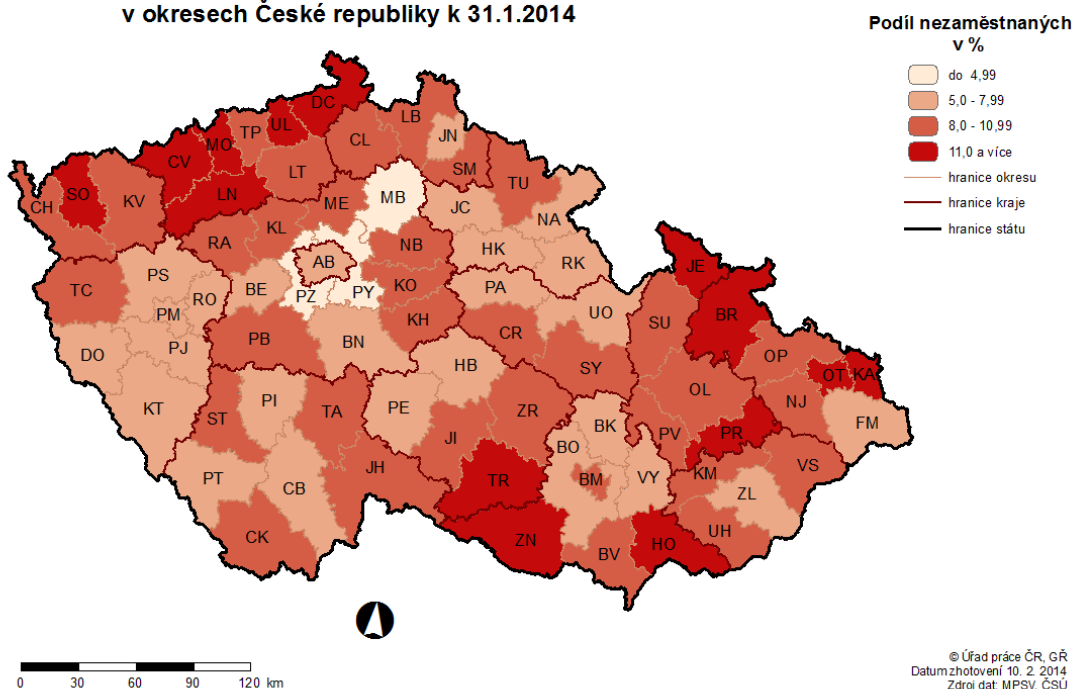 v okresech České republiky k 31.1.2014
Podíl nezaměstnaných
v %
do 4,99
5,0 - 7,99
8,0 - 10,99
11,0 a více
hranice okresu
hranice kraje
hranice státu
DC
LB
UL
TP
JN
MO
CL
CV
LT
SM
TU
SO
LN
MB
KV
ME
JC
CH
NA
KL
RA
NB
HK
AB
RK
JE
PS
TC
BE
PZ
PY
KO
PA
RO
PM
UO
BR
KH
SU
CR
PB
BN
PJ
DO
OP
HB
SY
OT
KA
OL
PI
NJ
KT
PE
TA
ZR
ST
FM
BK
PV
PR
JI
BO
VS
JH
KM
PT
BM
VY
TR
CB
ZL
UH
CK
ZN
HO
BV
0 30 60 90 120 km
© Úřad práce ČR, GŘ
Datum zhotovení 10. 2. 2014
Zdroj dat: MPSV, ČSÚ